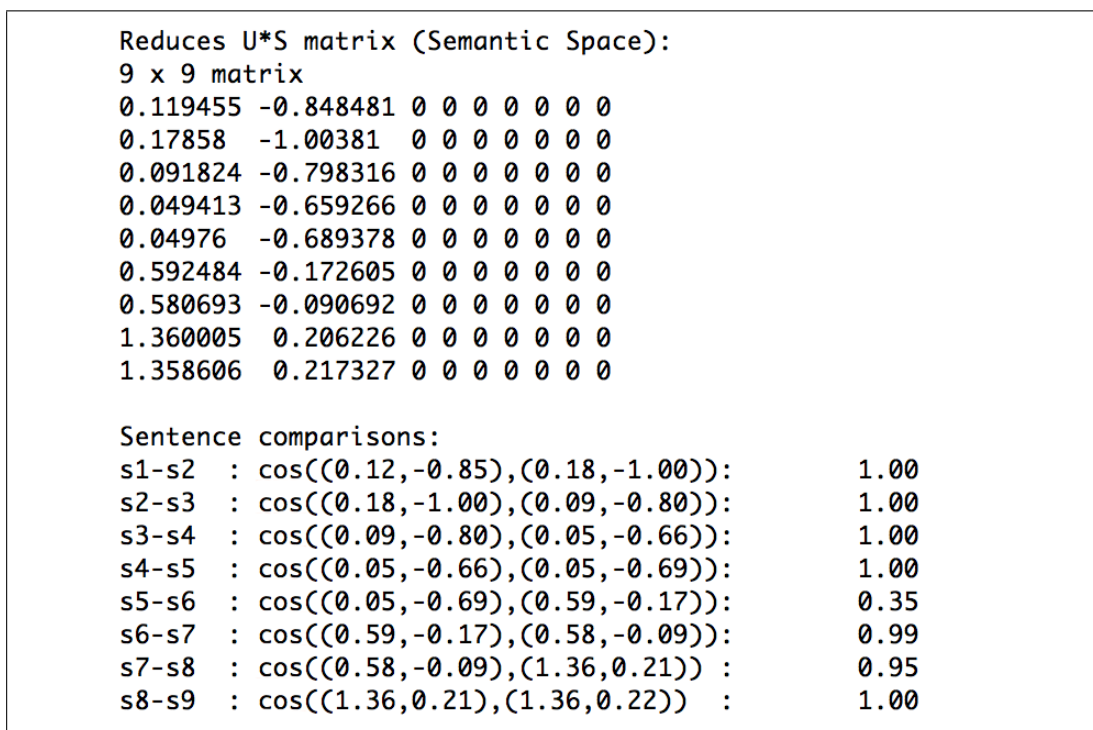 Reduces U*S matrix (Semantic Space):
9 x 9 matrix
0.119455 -0.848481 0 0 0 0 0 0 0
0.17858  -1.00381  0 0 0 0 0 0 0
0.091824 -0.798316 0 0 0 0 0 0 0
0.049413 -0.659266 0 0 0 0 0 0 0
0.04976  -0.689378 0 0 0 0 0 0 0
0.592484 -0.172605 0 0 0 0 0 0 0
0.580693 -0.090692 0 0 0 0 0 0 0
1.360005  0.206226 0 0 0 0 0 0 0
1.358606  0.217327 0 0 0 0 0 0 0
Sentence comparisons:
s1-s2  : cos((0.12,-0.85),(0.18,-1.00)):        1.00
s2-s3  : cos((0.18,-1.00),(0.09,-0.80)):        1.00
s3-s4  : cos((0.09,-0.80),(0.05,-0.66)):        1.00
s4-s5  : cos((0.05,-0.66),(0.05,-0.69)):        1.00
s5-s6  : cos((0.05,-0.69),(0.59,-0.17)):        0.35
s6-s7  : cos((0.59,-0.17),(0.58,-0.09)):        0.99
s7-s8  : cos((0.58,-0.09),(1.36,0.21)) :        0.95
s8-s9  : cos((1.36,0.21),(1.36,0.22))  :        1.00